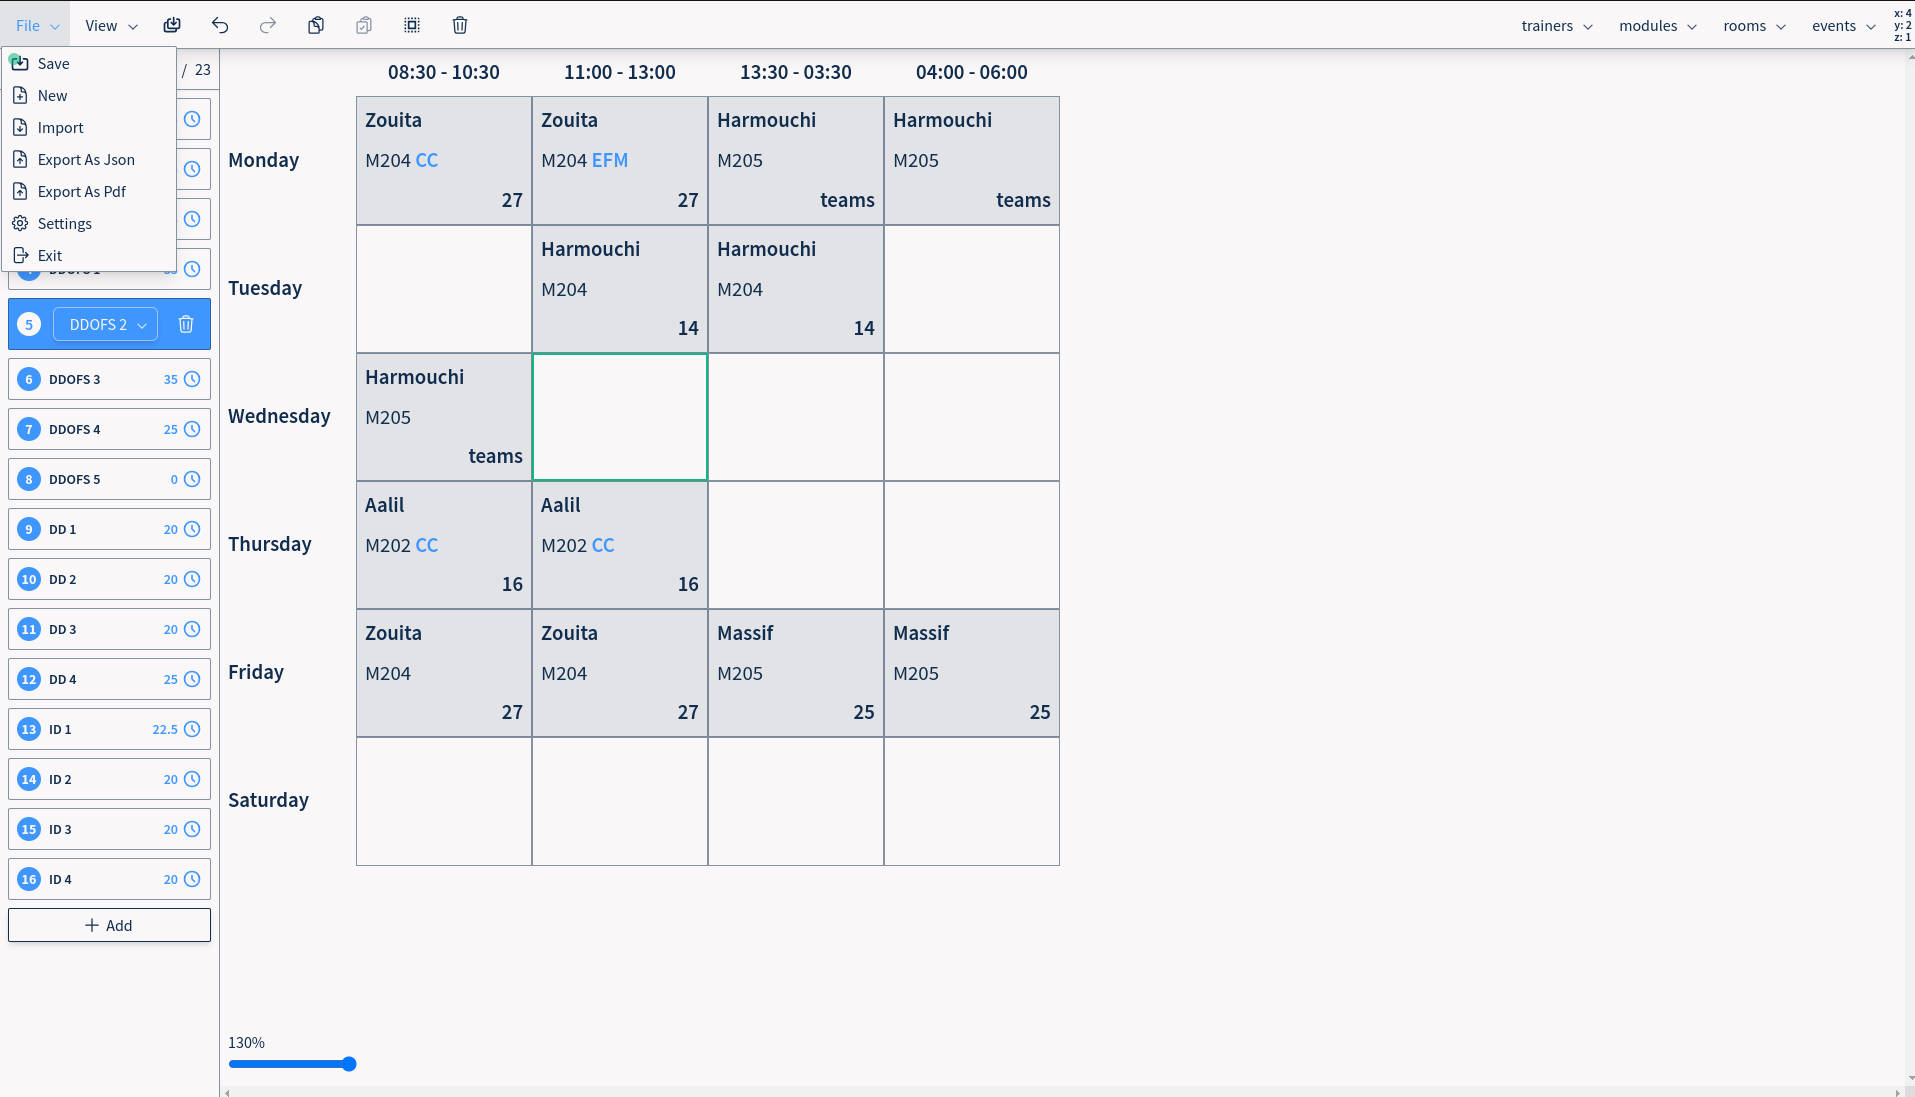 File View trainers modules rooms events x: 4
y: 2
z: 1
Save
New
Import
Export As Json
Export As Pdf
Settings
Exit
/ 23
5 DDOFS 2
6 DDOFS 3 35
7 DDOFS 4 25
8 DDOFS 5 0
9 DD 1 20
10 DD 2 20
11 DD 3 20
12 DD 4 25
13 ID 1 22.5
14 ID 2 20
15 ID 3 20
16 ID 4 20
Add
08:30 - 10:30 11:00 - 13:00 13:30 - 03:30 04:00 - 06:00
Monday
Zouita Zouita Harmouchi Harmouchi
M204 CC M204 EFM M205 M205
27 27 teams teams
Tuesday
Harmouchi Harmouchi
M204 M204
14 14
Wednesday
Harmouchi
M205
teams
Thursday
Aalil Aalil
M202 CC M202 CC
16 16
Friday
Zouita Zouita Massif Massif
M204 M204 M205 M205
27 27 25 25
Saturday
130%